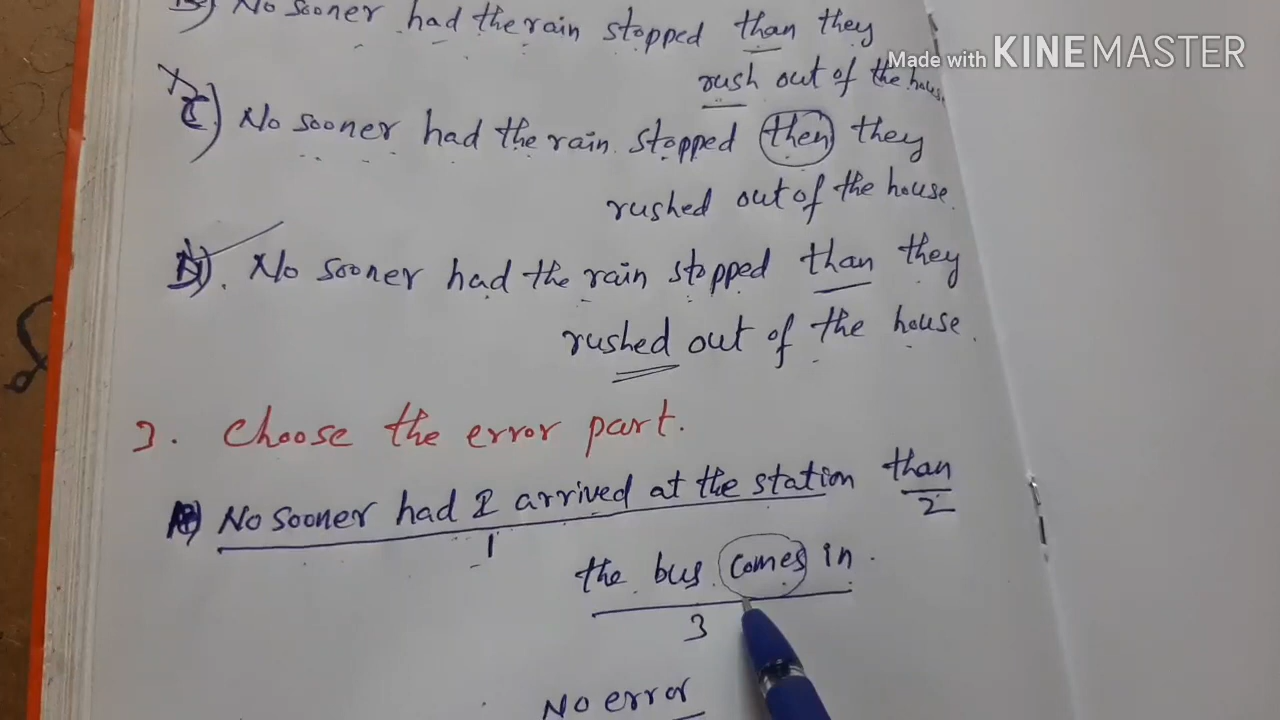 B) No sooner had the rain stopped than they
rush out of the house.
Made with KINEMASTER
C) No sooner had the rain stopped then they
rushed out of the house.
D). No sooner had the rain stopped than they
rushed out of the house.
3. Choose the error part.
A) No sooner had I arrived at the station than
1 2
the bus comes in.
3
No error